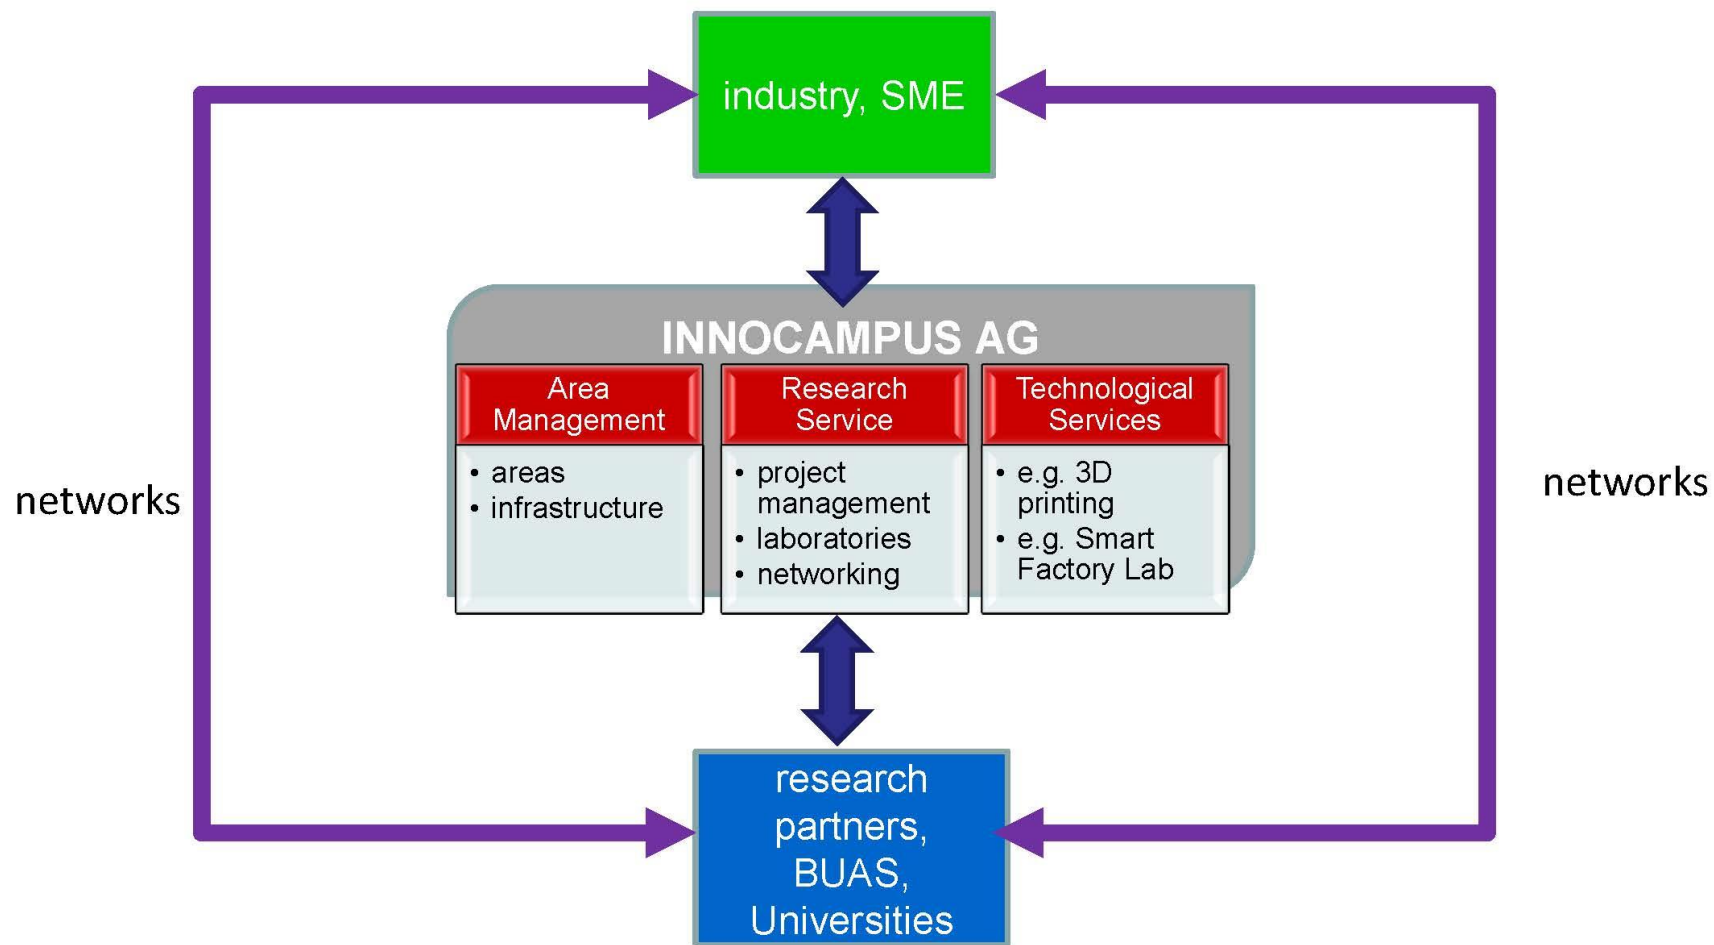 industry, SME
INNOCAMPUS AG
Area
Management
• areas
• infrastructure
Research
Service
• project
management
• laboratories
• networking
Technological
Services
• e.g. 3D
printing
• e.g. Smart
Factory Lab
networks
networks
research
partners,
BUAS,
Universities